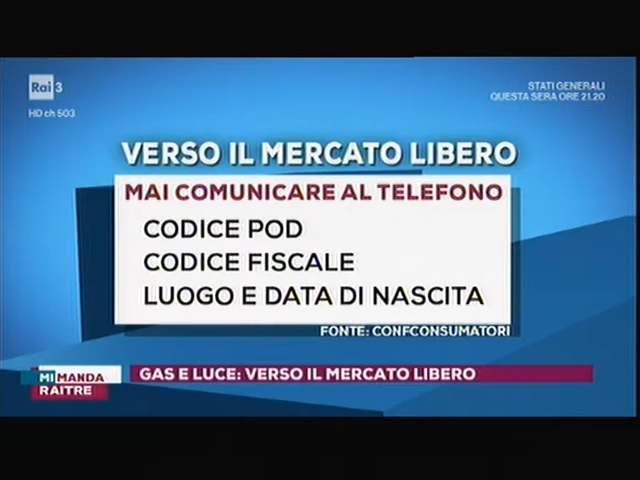 Rai 3
HD ch 503
STATI GENERALI
QUESTA SERA ORE 21.20
VERSO IL MERCATO LIBERO
MAI COMUNICARE AL TELEFONO
CODICE POD
CODICE FISCALE
LUOGO E DATA DI NASCITA
FONTE: CONFCONSUMATORI
MI MANDA
RAITRE
GAS E LUCE: VERSO IL MERCATO LIBERO